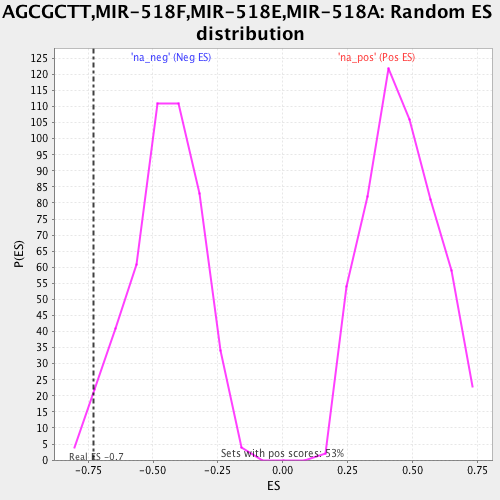 AGCGCTT,MIR-518F,MIR-518E,MIR-518A: Random ES
distribution
'na_neg' (Neg ES)
'na_pos' (Pos ES)
125
120
115
110
105
100
95
90
85
80
75
70
65
60
55
50
45
40
35
30
25
20
15
10
5
0
P(ES)
Real ES -0.7
Sets with pos scores: 53%
-0.75 -0.50 -0.25 0.00 0.25 0.50 0.75
ES